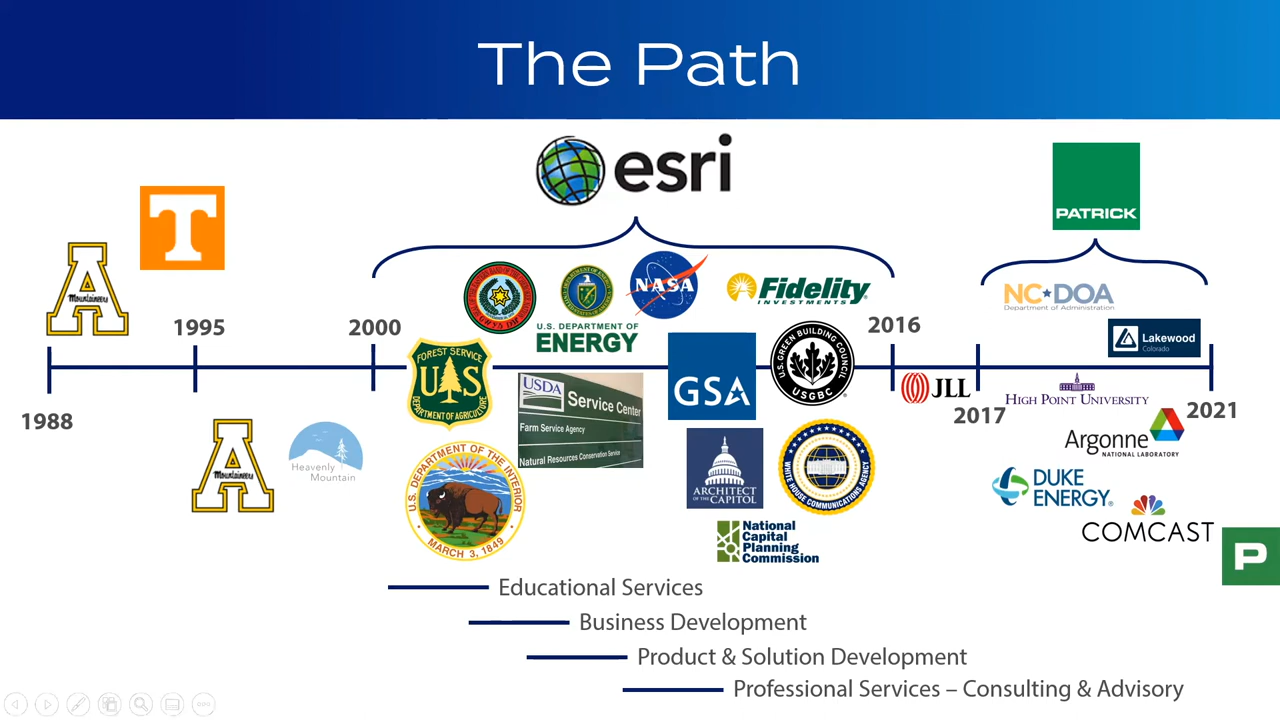 The Path
esri
PATRICK
T
A
Mountaineers
1995
2000
2016
NASA
Fidelity
INVESTMENTS
U.S. DEPARTMENT OF
ENERGY
NC DOA
Department of Administration
Lakewood
Colorado
FOREST SERVICE
US
DEPARTMENT OF AGRICULTURE
USDA
Service Center
Farm Service Agency
Natural Resources Conservation Service
GSA
U.S. GREEN BUILDING COUNCIL
USGBC
JLL
HIGH POINT UNIVERSITY
1988
2017
2021
A
Mountaineers
Heavenly
Mountain
U.S. DEPARTMENT OF THE INTERIOR
MARCH 3, 1849
ARCHITECT
OF THE CAPITOL
WHITE HOUSE COMMUNICATIONS AGENCY
Argonne
NATIONAL LABORATORY
DUKE
ENERGY
COMCAST
National
Capital
Planning
Commission
P
Educational Services
Business Development
Product & Solution Development
Professional Services – Consulting & Advisory